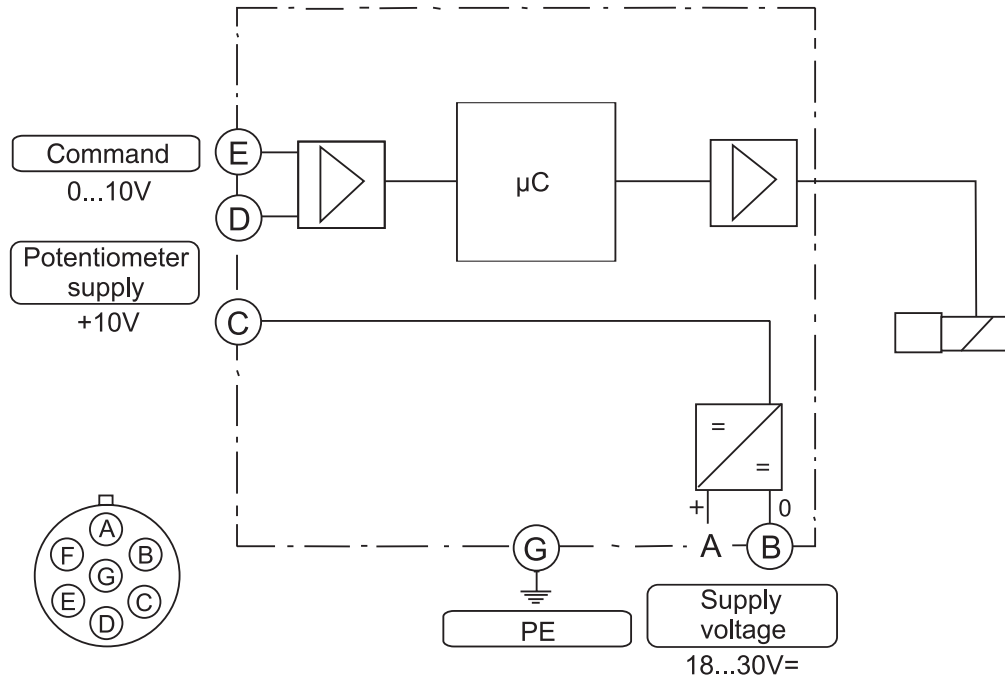 Command
0...10V
E
D
µC
Potentiometer
supply
+10V
C
=
=
+
0
G
A
B
PE
Supply
voltage
18...30V=
A
F
B
G
E
C
D